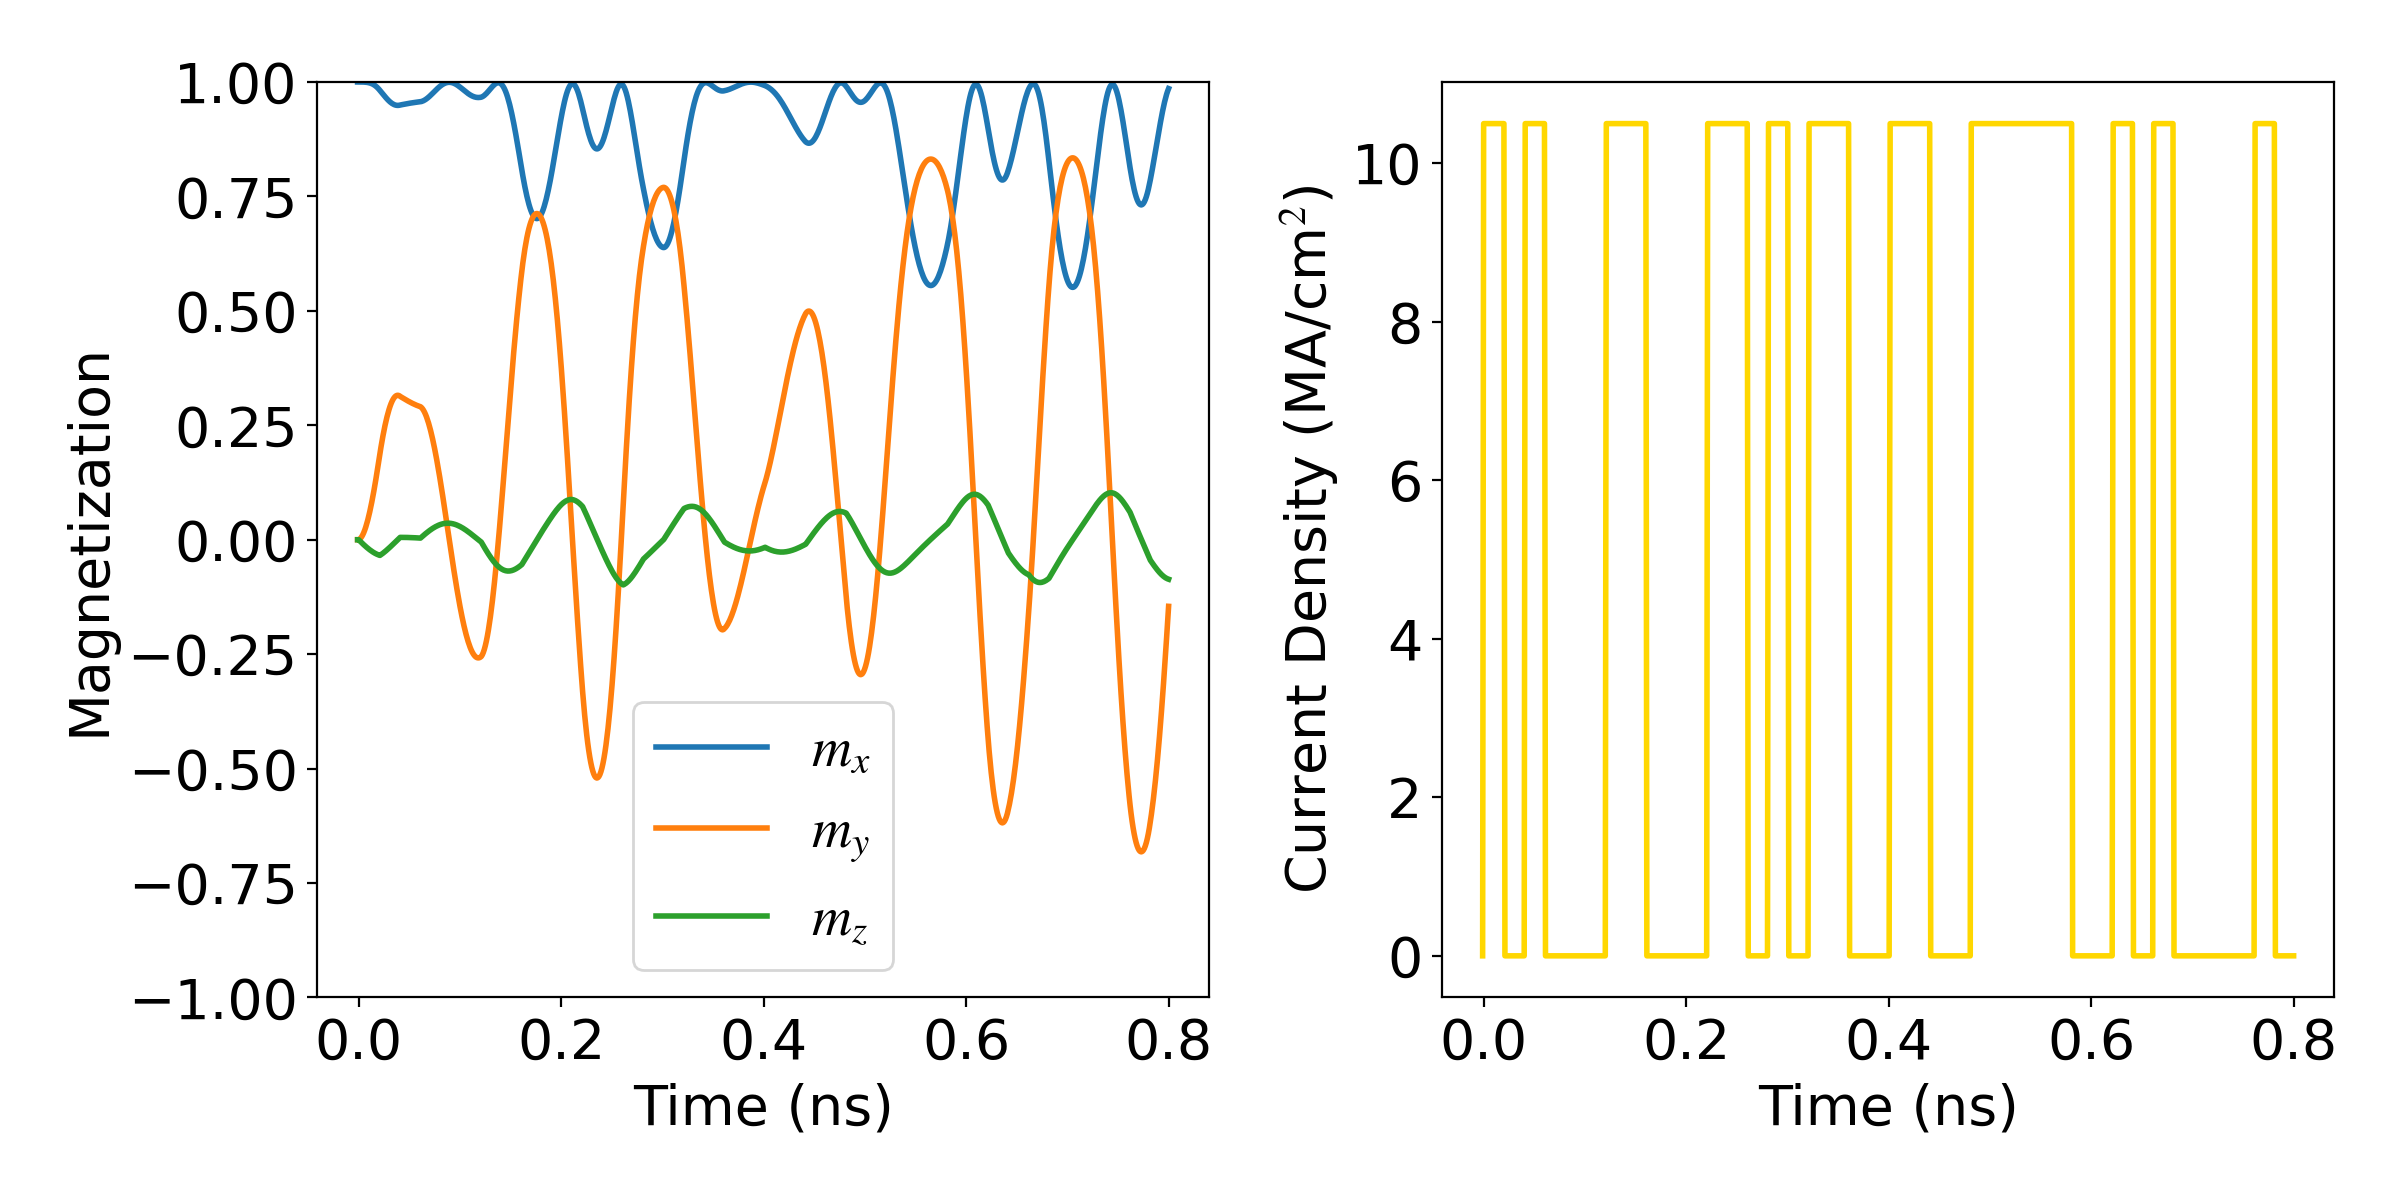 Magnetization
1.00
0.75
0.50
0.25
0.00
−0.25
−0.50
−0.75
−1.00
0.0 0.2 0.4 0.6 0.8
Time (ns)
m_x
m_y
m_z
Current Density (MA/cm²)
10
8
6
4
2
0
0.0 0.2 0.4 0.6 0.8
Time (ns)